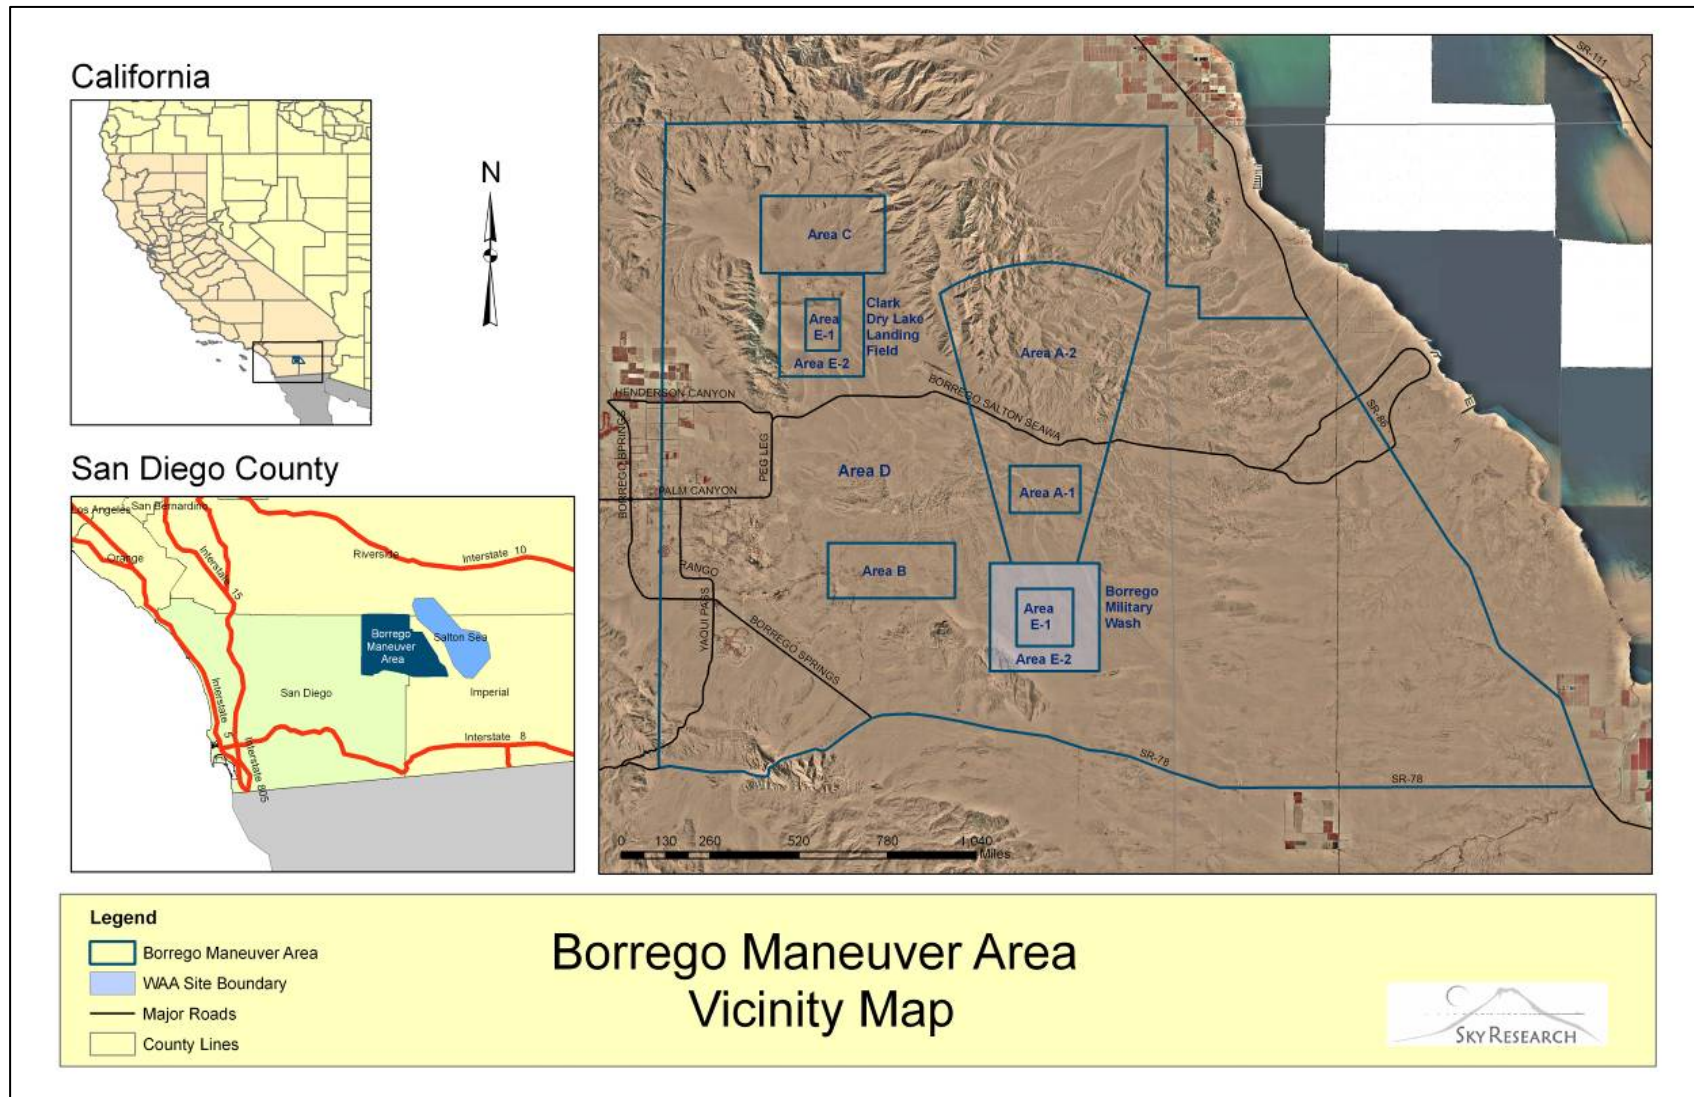 California
N
San Diego County
Los Angeles
San Bernardino
Orange
Riverside
Interstate 10
Interstate 15
Borrego
Maneuver
Area
Salton Sea
San Diego
Imperial
Interstate 5
Interstate 8
Interstate 805
SR-111
Area C
Clark
Dry Lake
Landing
Field
Area
E-1
Area E-2
Area A-2
HENDERSON CANYON
BORREGO SALTON SEAWA
SR-86
BORREGO SPRINGS
PEG LEG
Area D
PALM CANYON
Area A-1
Area B
RANGO
YAQUI PASS
BORREGO SPRINGS
Area
E-1
Area E-2
Borrego
Military
Wash
SR-78
SR-78
0 130 260 520 780 1,040
Miles
Legend
Borrego Maneuver Area
WAA Site Boundary
Major Roads
County Lines
Borrego Maneuver Area
Vicinity Map
SKY RESEARCH